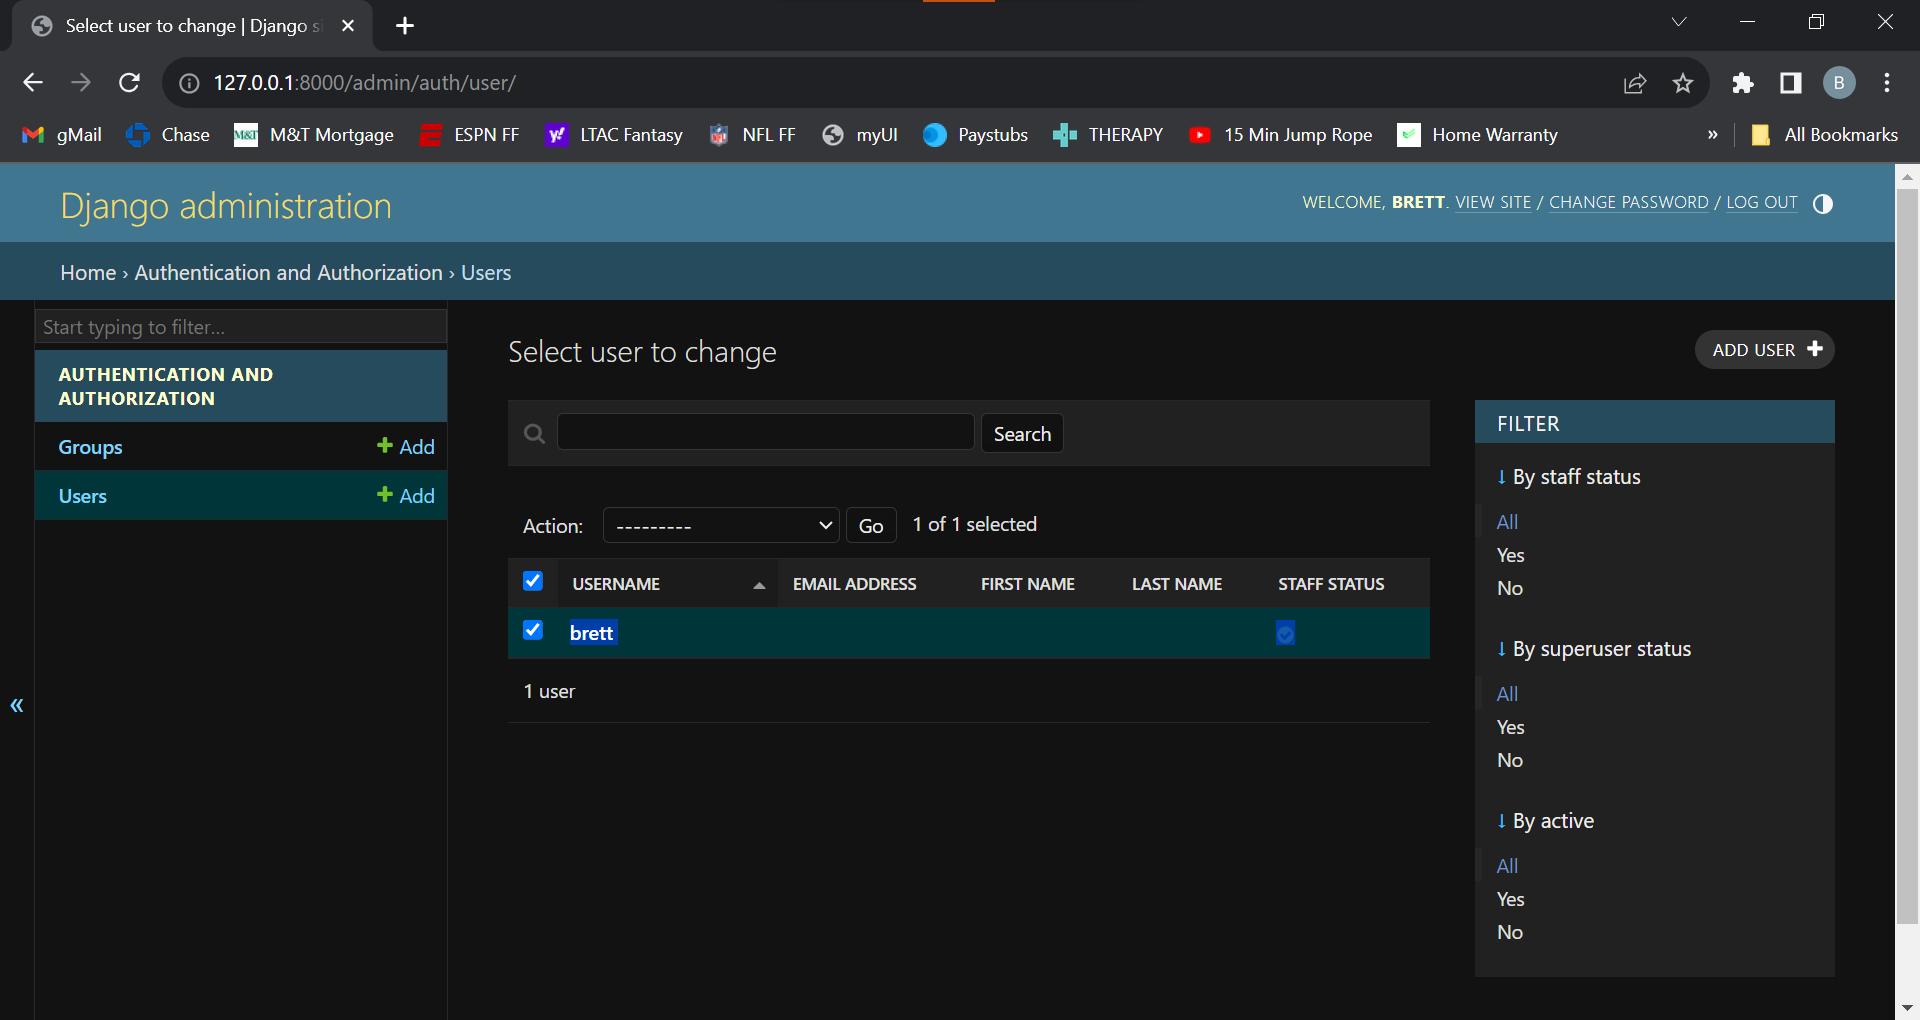 Select user to change | Django si
127.0.0.1:8000/admin/auth/user/
gMail Chase M&T M&T Mortgage ESPN FF y! LTAC Fantasy NFL FF myUI Paystubs THERAPY 15 Min Jump Rope Home Warranty » All Bookmarks
B
Django administration
WELCOME, BRETT. VIEW SITE / CHANGE PASSWORD / LOG OUT
Home › Authentication and Authorization › Users
Start typing to filter...
AUTHENTICATION AND
AUTHORIZATION
Groups + Add
Users + Add
«
Select user to change
ADD USER +
Search
Action: --------- Go 1 of 1 selected
USERNAME EMAIL ADDRESS FIRST NAME LAST NAME STAFF STATUS
brett
1 user
FILTER
↓ By staff status
All
Yes
No
↓ By superuser status
All
Yes
No
↓ By active
All
Yes
No